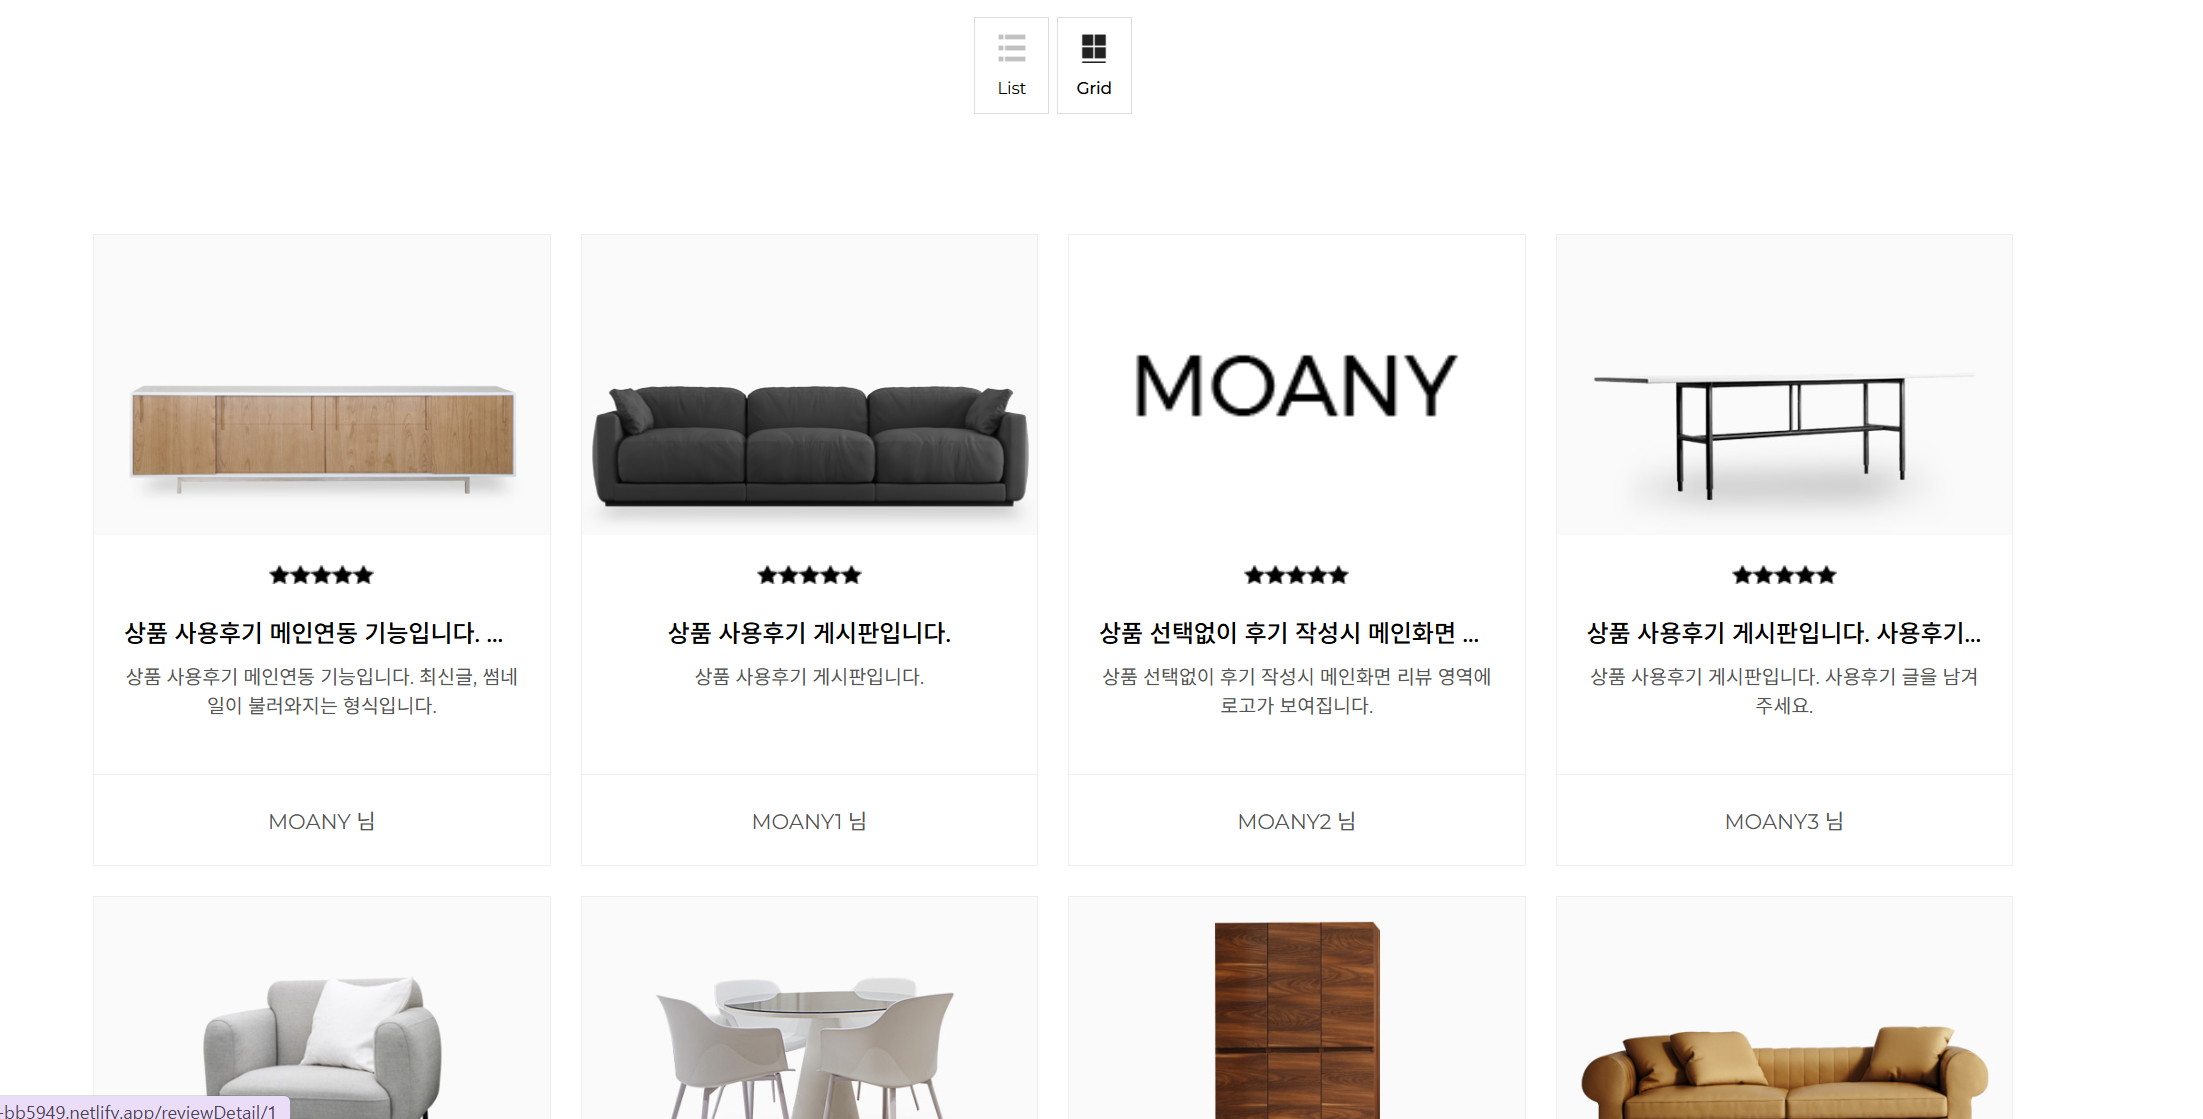 List
Grid
MOANY
상품 사용후기 메인연동 기능입니다. ...
상품 사용후기 메인연동 기능입니다. 최신글, 썸네
일이 불러와지는 형식입니다.
MOANY 님
상품 사용후기 게시판입니다.
상품 사용후기 게시판입니다.
MOANY1 님
상품 선택없이 후기 작성시 메인화면 ...
상품 선택없이 후기 작성시 메인화면 리뷰 영역에
로고가 보여집니다.
MOANY2 님
상품 사용후기 게시판입니다. 사용후기...
상품 사용후기 게시판입니다. 사용후기 글을 남겨
주세요.
MOANY3 님
-bb5949.netlify.app/reviewDetail/1